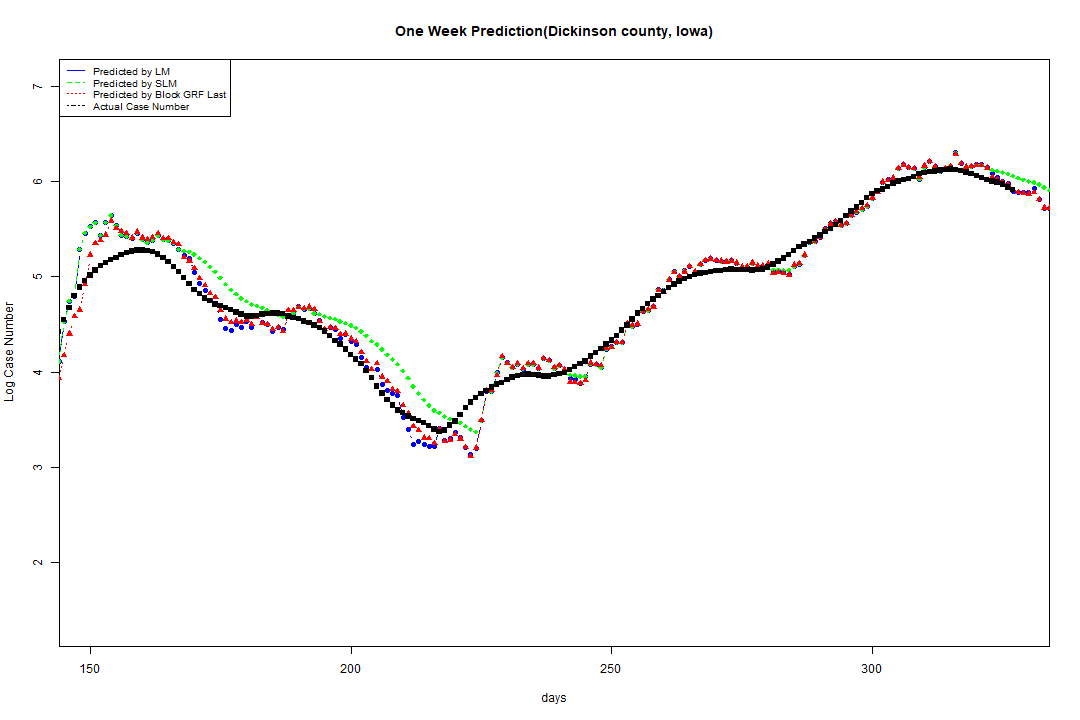 One Week Prediction(Dickinson county, Iowa)
Predicted by LM
Predicted by SLM
Predicted by Block GRF Last
Actual Case Number
7
6
5
4
3
2
Log Case Number
150 200 250 300
days